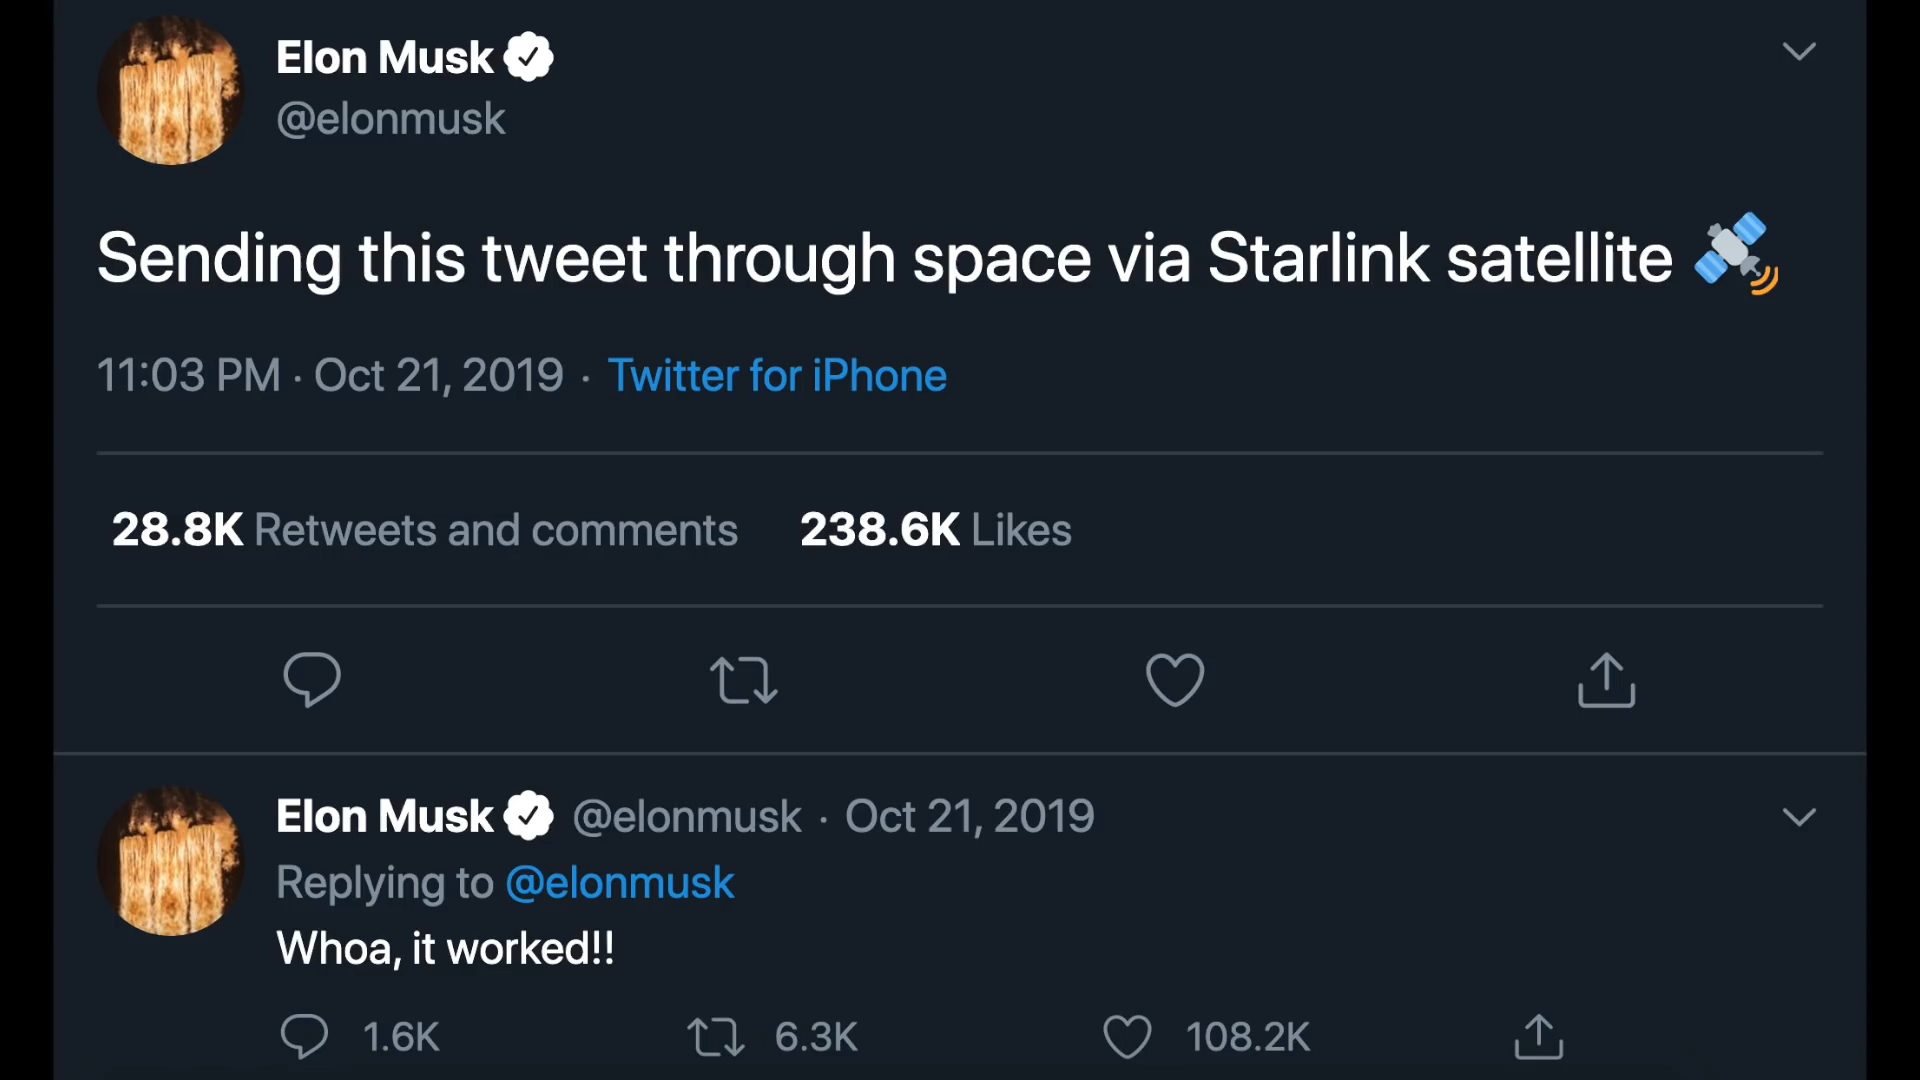 Elon Musk
@elonmusk
Sending this tweet through space via Starlink satellite 🛰
11:03 PM · Oct 21, 2019 · Twitter for iPhone
28.8K Retweets and comments 238.6K Likes
Elon Musk @elonmusk · Oct 21, 2019
Replying to @elonmusk
Whoa, it worked!!
1.6K 6.3K 108.2K